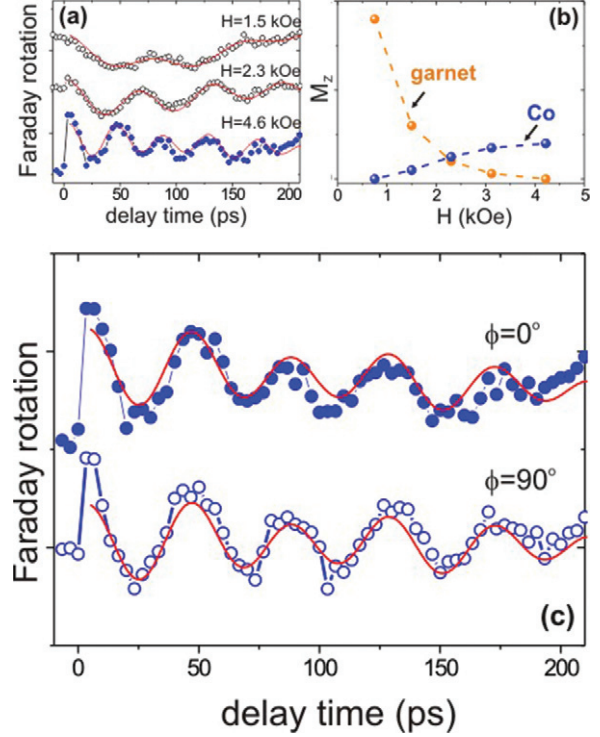 (a)
H=1.5 kOe
H=2.3 kOe
H=4.6 kOe
Faraday rotation
0 50 100 150 200
delay time (ps)
(b)
garnet
Co
M_z
0 1 2 3 4 5
H (kOe)
ϕ=0°
ϕ=90°
Faraday rotation
(c)
0 50 100 150 200
delay time (ps)